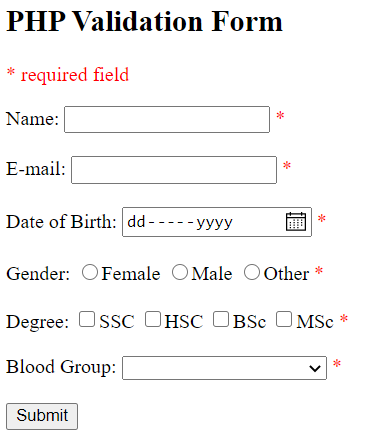 PHP Validation Form
* required field
Name: *
E-mail: *
Date of Birth: dd-----yyyy *
Gender: Female Male Other *
Degree: SSC HSC BSc MSc *
Blood Group: *
Submit